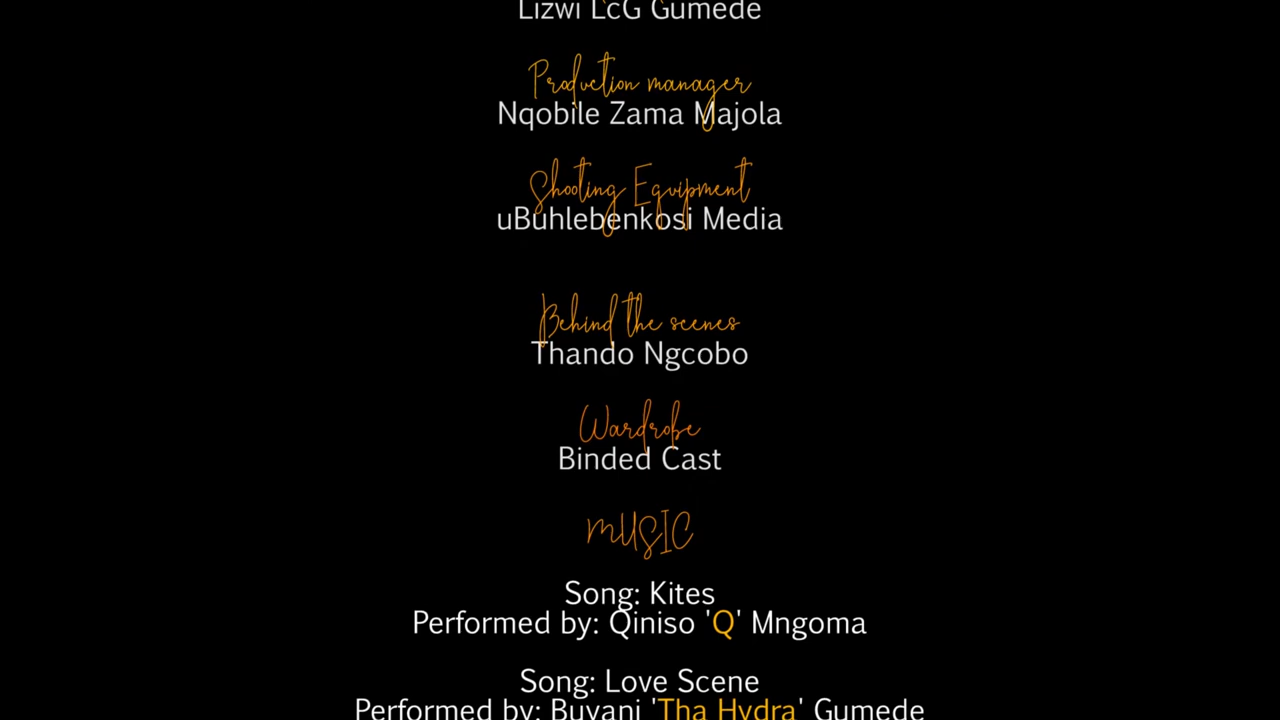 Lizwi LcG Gumede
Production manager
Nqobile Zama Majola
Shooting Equipment
uBuhlebenkosi Media
Behind the scenes
Thando Ngcobo
Wardrobe
Binded Cast
MUSIC
Song: Kites
Performed by: Qiniso 'Q' Mngoma
Song: Love Scene
Performed by: Buyani 'Tha Hydra' Gumede